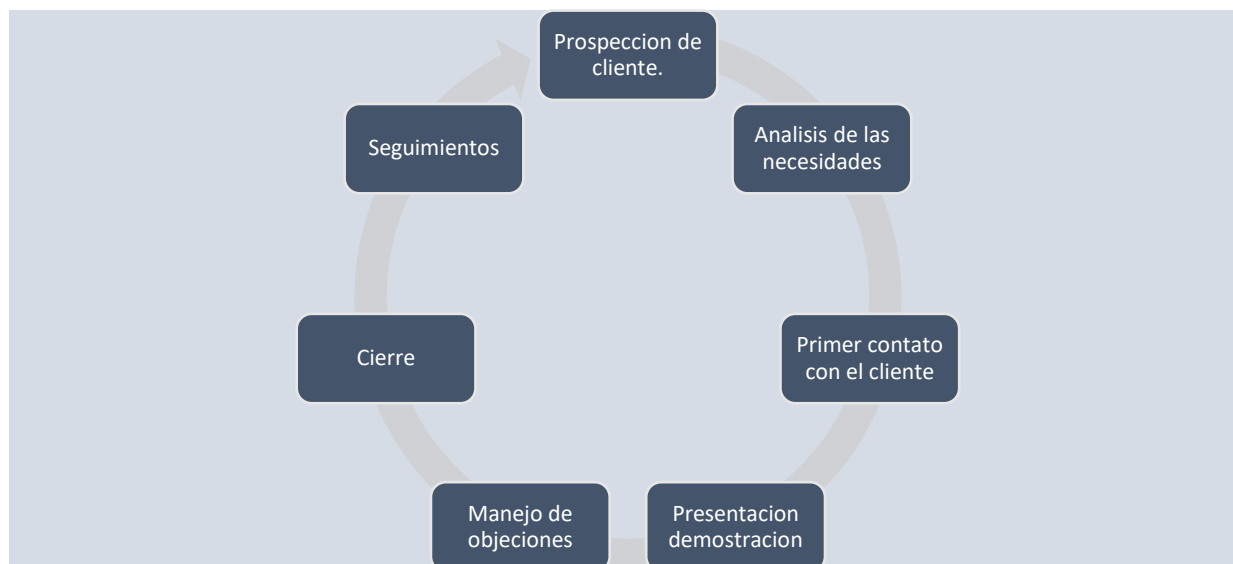 Prospeccion de
cliente.
Analisis de las
necesidades
Primer contato
con el cliente
Presentacion
demostracion
Manejo de
objeciones
Cierre
Seguimientos